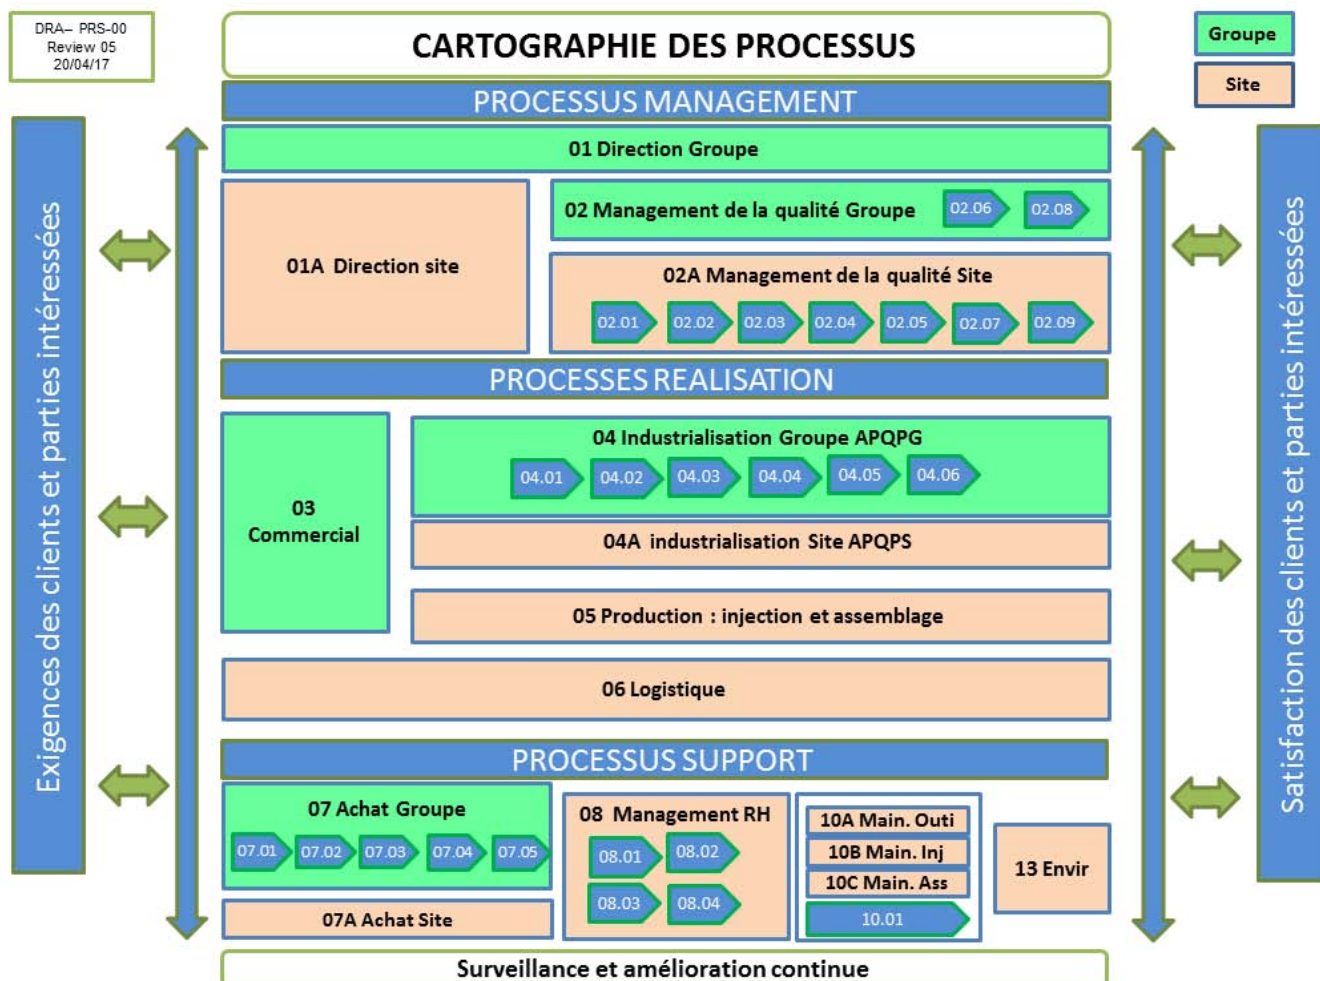 DRA– PRS-00
Review 05
20/04/17
CARTOGRAPHIE DES PROCESSUS
Groupe
Site
PROCESSUS MANAGEMENT
01 Direction Groupe
01A Direction site
02 Management de la qualité Groupe
02.06
02.08
02A Management de la qualité Site
02.01
02.02
02.03
02.04
02.05
02.07
02.09
PROCESSES REALISATION
03
Commercial
04 Industrialisation Groupe APQPG
04.01
04.02
04.03
04.04
04.05
04.06
04A industrialisation Site APQPS
05 Production : injection et assemblage
06 Logistique
PROCESSUS SUPPORT
07 Achat Groupe
07.01
07.02
07.03
07.04
07.05
07A Achat Site
08 Management RH
08.01
08.02
08.03
08.04
10A Main. Outi
10B Main. Inj
10C Main. Ass
10.01
13 Envir
Surveillance et amélioration continue
Exigences des clients et parties intéressées
Satisfaction des clients et parties intéressées